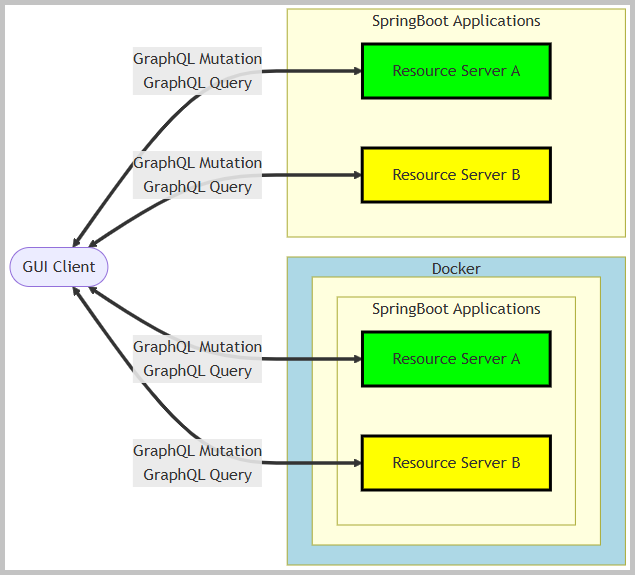 SpringBoot Applications
GraphQL Mutation
GraphQL Query
Resource Server A
GraphQL Mutation
GraphQL Query
Resource Server B
GUI Client
Docker
SpringBoot Applications
GraphQL Mutation
GraphQL Query
Resource Server A
GraphQL Mutation
GraphQL Query
Resource Server B